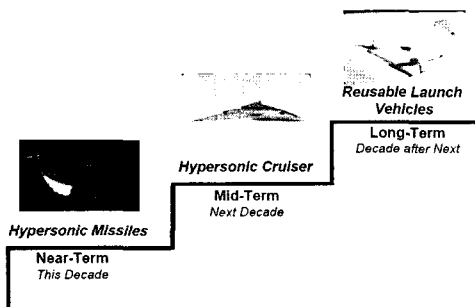 Reusable Launch
Vehicles
Long-Term
Decade after Next
Hypersonic Cruiser
Mid-Term
Next Decade
Hypersonic Missiles
Near-Term
This Decade